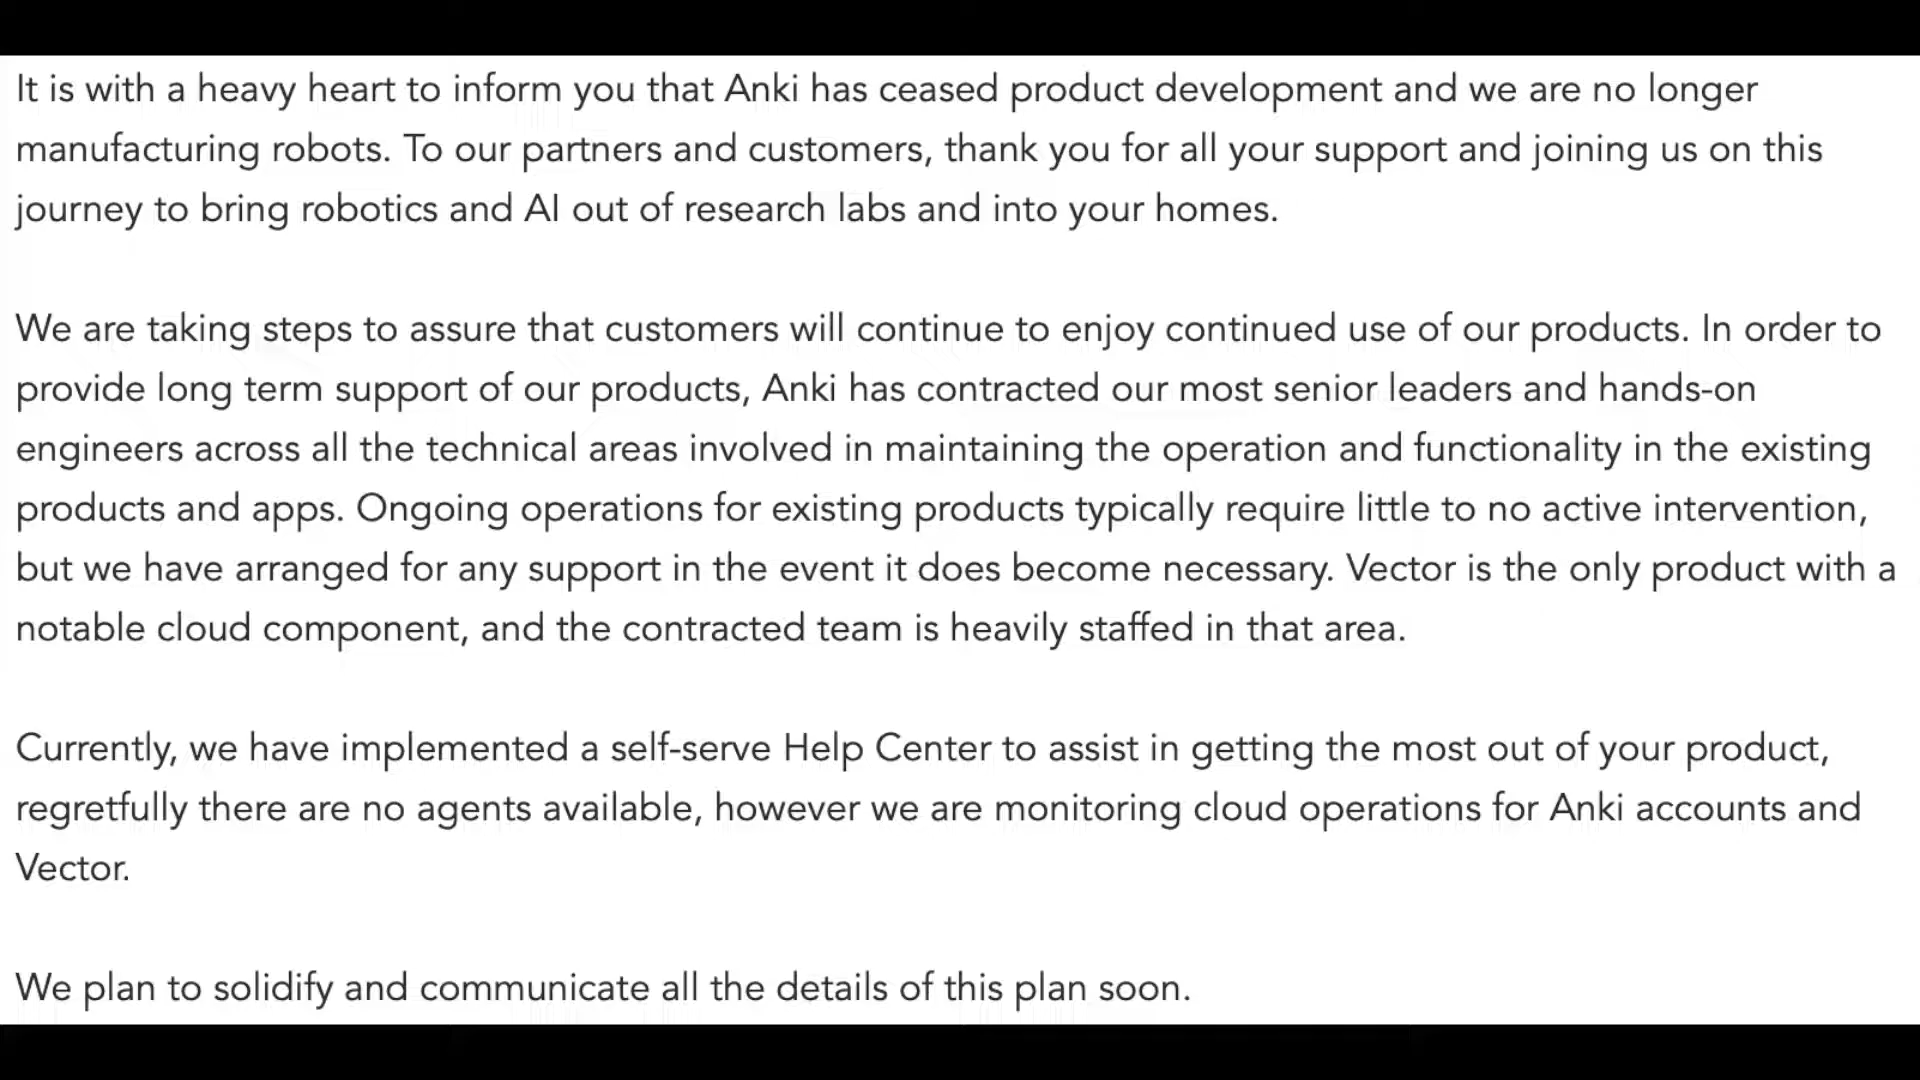 It is with a heavy heart to inform you that Anki has ceased product development and we are no longer
manufacturing robots. To our partners and customers, thank you for all your support and joining us on this
journey to bring robotics and AI out of research labs and into your homes.
We are taking steps to assure that customers will continue to enjoy continued use of our products. In order to
provide long term support of our products, Anki has contracted our most senior leaders and hands-on
engineers across all the technical areas involved in maintaining the operation and functionality in the existing
products and apps. Ongoing operations for existing products typically require little to no active intervention,
but we have arranged for any support in the event it does become necessary. Vector is the only product with a
notable cloud component, and the contracted team is heavily staffed in that area.
Currently, we have implemented a self-serve Help Center to assist in getting the most out of your product,
regretfully there are no agents available, however we are monitoring cloud operations for Anki accounts and
Vector.
We plan to solidify and communicate all the details of this plan soon.